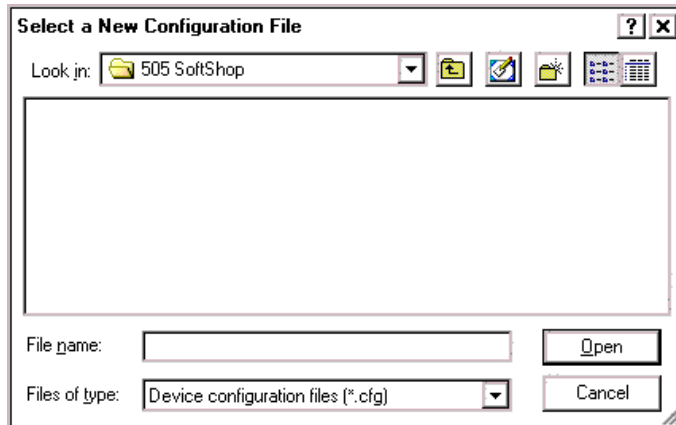 Select a New Configuration File
Look in: 505 SoftShop
File name: Open
Files of type: Device configuration files (*.cfg) Cancel